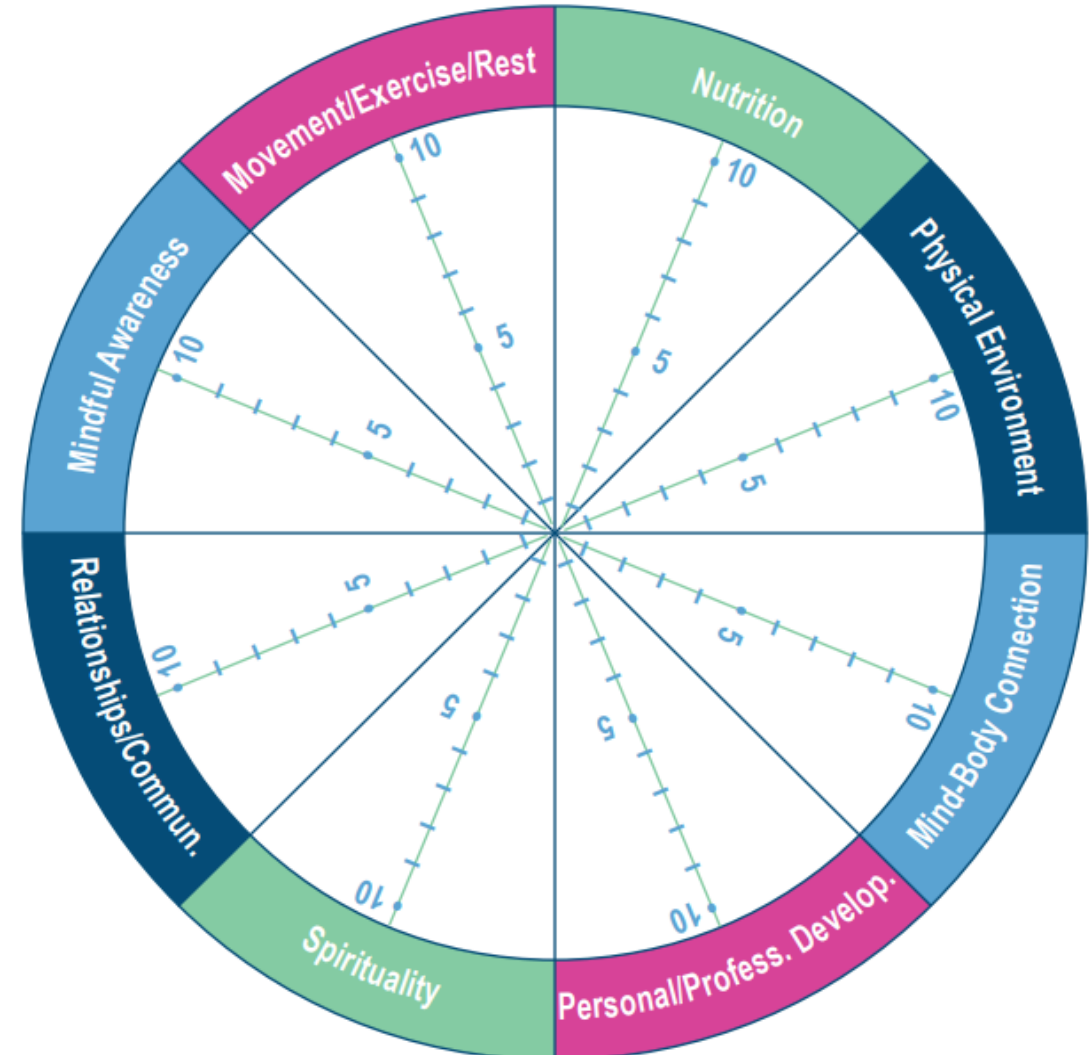 Movement/Exercise/Rest
Nutrition
Physical Environment
Mind-Body Connection
Personal/Profess. Develop.
Spirituality
Relationships/Commun.
Mindful Awareness
10
5
10
5
10
5
10
5
10
5
10
5
10
5
10
5